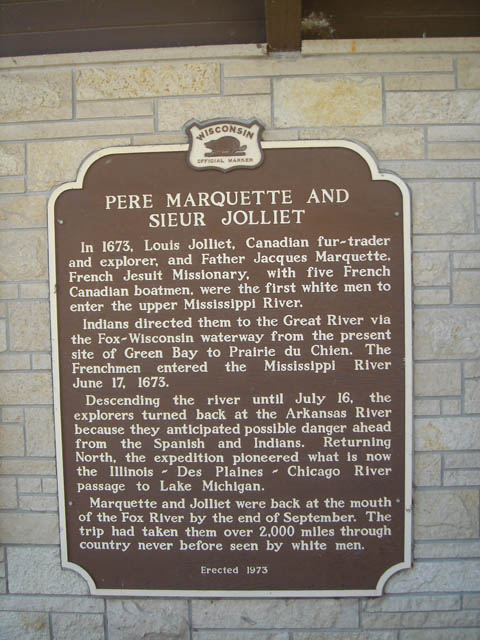 WISCONSIN
OFFICIAL MARKER
PERE MARQUETTE AND
SIEUR JOLLIET
In 1673, Louis Jolliet, Canadian fur-trader
and explorer, and Father Jacques Marquette,
French Jesuit Missionary, with five French
Canadian boatmen, were the first white men to
enter the upper Mississippi River.
Indians directed them to the Great River via
the Fox-Wisconsin waterway from the present
site of Green Bay to Prairie du Chien. The
Frenchmen entered the Mississippi River
June 17, 1673.
Descending the river until July 16, the
explorers turned back at the Arkansas River
because they anticipated possible danger ahead
from the Spanish and Indians. Returning
North, the expedition pioneered what is now
the Illinois - Des Plaines - Chicago River
passage to Lake Michigan.
Marquette and Jolliet were back at the mouth
of the Fox River by the end of September. The
trip had taken them over 2,000 miles through
country never before seen by white men.
Erected 1973